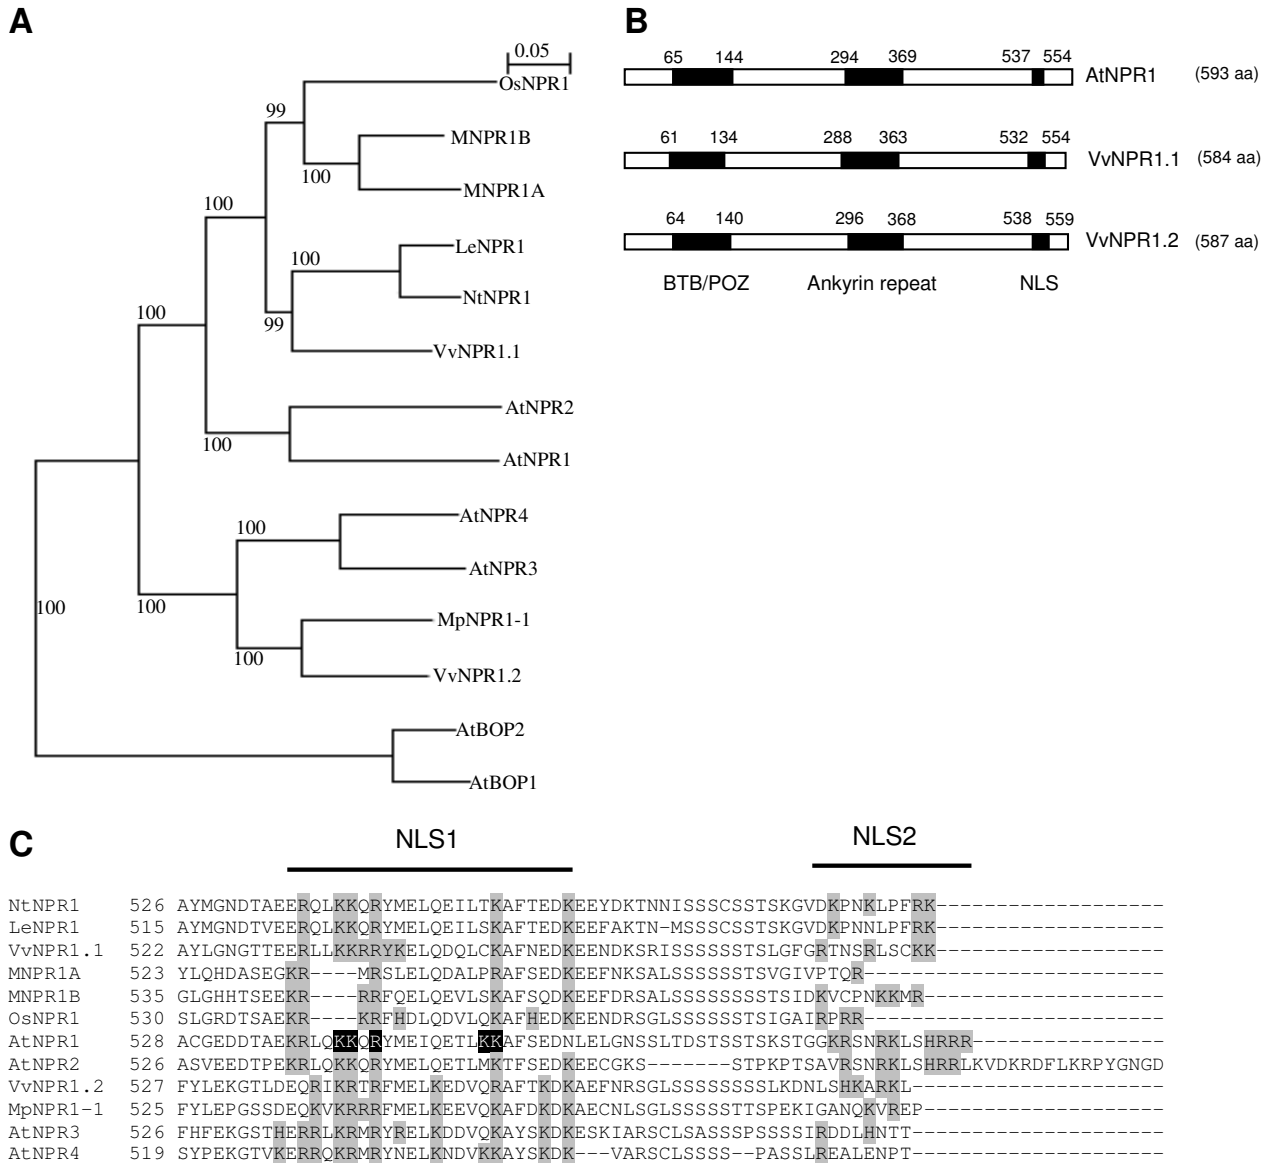 A
0.05
OsNPR1
99
MNPR1B
100
MNPR1A
100
LeNPR1
100
NtNPR1
99
VvNPR1.1
100
AtNPR2
100
AtNPR1
AtNPR4
100
AtNPR3
100
100
MpNPR1-1
100
VvNPR1.2
AtBOP2
AtBOP1
B
65 144 294 369 537 554
AtNPR1 (593 aa)
61 134 288 363 532 554
VvNPR1.1 (584 aa)
64 140 296 368 538 559
VvNPR1.2 (587 aa)
BTB/POZ Ankyrin repeat NLS
C
NLS1 NLS2
NtNPR1 526 AYMGNDTAEERQLKKQRYMELQEILTKAFTEDKEEYDKTNNISSSCSSTSKGVDKPNKLPFRK-------------------
LeNPR1 515 AYMGNDTVEERQLKKQRYMELQEILSKAFTEDKEEFAKTN-MSSSCSSTSKGVDKPNNLPFRK-------------------
VvNPR1.1 522 AYLGNGTTEERLLKKRRYKELQDQLCKAFNEDKEENDKSRISSSSSSTSLGFGRTNSRLSCKK-------------------
MNPR1A 523 YLQHDASEGKR----MRSLELQDALPRAFSEDKEEFNKSALSSSSSSTSVGIVPTQR-------------------------
MNPR1B 535 GLGHHTSEEKR----RRFQELQEVLSKAFSQDKEEFDRSALSSSSSSSSTSIDKVCPNKKMR--------------------
OsNPR1 530 SLGRDTSAEKR----KRFHDLQDVLQKAFHEDKEENDRSGLSSSSSSTSIGAIRPRR-------------------------
AtNPR1 528 ACGEDDTAEKRLQKKQRYMEIQETLKKAFSEDNLELGNSSLTDSTSSTSKSTGGKRSNRKLSHRRR----------------
AtNPR2 526 ASVEEDTPEKRLQKKQRYMELQETLMKTFSEDKEECGKS-------STPKPTSAVRSNRKLSHRRLKVDKRDFLKRPYGNGD
VvNPR1.2 527 FYLEKGTLDEQRIKRTRFMELKEDVQRAFTKDKAEFNRSGLSSSSSSSSLKDNLSHKARKL---------------------
MpNPR1-1 525 FYLEPGSSDEQKVKRRRFMELKEEVQKAFDKDKAECNLSGLSSSSSTTSPEKIGANQKVREP--------------------
AtNPR3 526 FHFEKGSTHERRLKRMRYRELKDDVQKAYSKDKESKIARSCLSASSSPSSSSIRDDLHNTT---------------------
AtNPR4 519 SYPEKGTVKERRQKRMRYNELKNDVKKAYSKDK---VARSCLSSSS-PASSLREALENPT----------------------